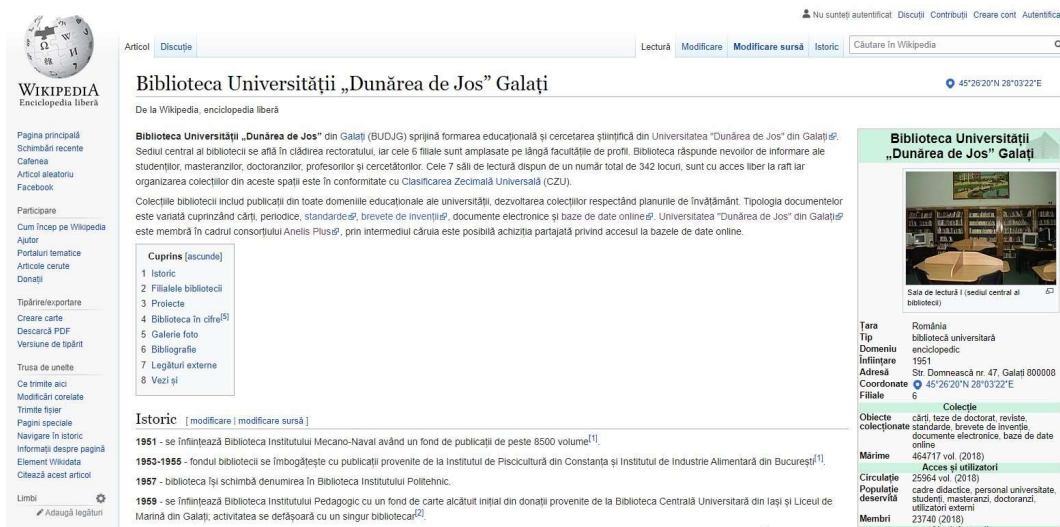 Nu sunteți autentificat Discuții Contribuții Creare cont Autentifica
Articol Discuție Lectură Modificare Modificare sursă Istoric Căutare în Wikipedia
WIKIPEDIA
Enciclopedia liberă
Pagina principală
Schimbări recente
Cafenea
Articol aleatoriu
Facebook
Participare
Cum încep pe Wikipedia
Ajutor
Portaluri tematice
Articole cerute
Donații
Tipărire/exportare
Creare carte
Descarcă PDF
Versiune de tipărit
Trusa de unelte
Ce trimite aici
Modificări corelate
Trimite fișier
Pagini speciale
Navigare în istoric
Informații despre pagină
Element Wikidata
Citează acest articol
Limbi
Adaugă legături
Biblioteca Universității „Dunărea de Jos” Galați
45°26′20″N 28°03′22″E
De la Wikipedia, enciclopedia liberă
Biblioteca Universității „Dunărea de Jos” din Galați (BUDJG) sprijină formarea educațională și cercetarea științifică din Universitatea "Dunărea de Jos" din Galați.
Sediul central al bibliotecii se află în clădirea rectoratului, iar cele 6 filiale sunt amplasate pe lângă facultățile de profil. Biblioteca răspunde nevoilor de informare ale
studenților, masteranzilor, doctoranzilor, profesorilor și cercetătorilor. Cele 7 săli de lectură dispun de un număr total de 342 locuri, sunt cu acces liber la raft iar
organizarea colecțiilor din aceste spații este în conformitate cu Clasificarea Zecimală Universală (CZU).
Colecțiile bibliotecii includ publicații din toate domeniile educaționale ale universității, dezvoltarea colecțiilor respectând planurile de învățământ. Tipologia documentelor
este variată cuprinzând cărți, periodice, standarde, brevete de invenții, documente electronice și baze de date online. Universitatea "Dunărea de Jos" din Galați
este membră în cadrul consorțiului Anelis Plus, prin intermediul căruia este posibilă achiziția partajată privind accesul la bazele de date online.
Cuprins [ascunde]
1 Istoric
2 Filialele bibliotecii
3 Proiecte
4 Biblioteca în cifre[5]
5 Galerie foto
6 Bibliografie
7 Legături externe
8 Vezi și
Istoric [ modificare | modificare sursă ]
1951 - se înființează Biblioteca Institutului Mecano-Naval având un fond de publicații de peste 8500 volume[1].
1953-1955 - fondul bibliotecii se îmbogățește cu publicații provenite de la Institutul de Piscicultură din Constanța și Institutul de Industrie Alimentară din București[1].
1957 - biblioteca își schimbă denumirea în Biblioteca Institutului Politehnic.
1959 - se înființează Biblioteca Institutului Pedagogic cu un fond de carte alcătuit inițial din donații provenite de la Biblioteca Centrală Universitară din Iași și Liceul de
Marină din Galați; activitatea se defășoară cu un singur bibliotecar[2].
Biblioteca Universității
„Dunărea de Jos” Galați
Sala de lectură I (sediul central al
bibliotecii)
Țara România
Tip bibliotecă universitară
Domeniu enciclopedic
Înființare 1951
Adresă Str. Domnească nr. 47, Galați 800008
Coordonate 45°26′20″N 28°03′22″E
Filiale 6
Colecție
Obiecte cărți, teze de doctorat, reviste,
colecționate standarde, brevete de invenție,
documente electronice, baze de date
online
Mărime 464717 vol. (2018)
Acces și utilizatori
Circulație 25964 vol. (2018)
Populație cadre didactice, personal universitate,
deservită studenți, masteranzi, doctoranzi,
utilizatori externi
Membri 23740 (2018)